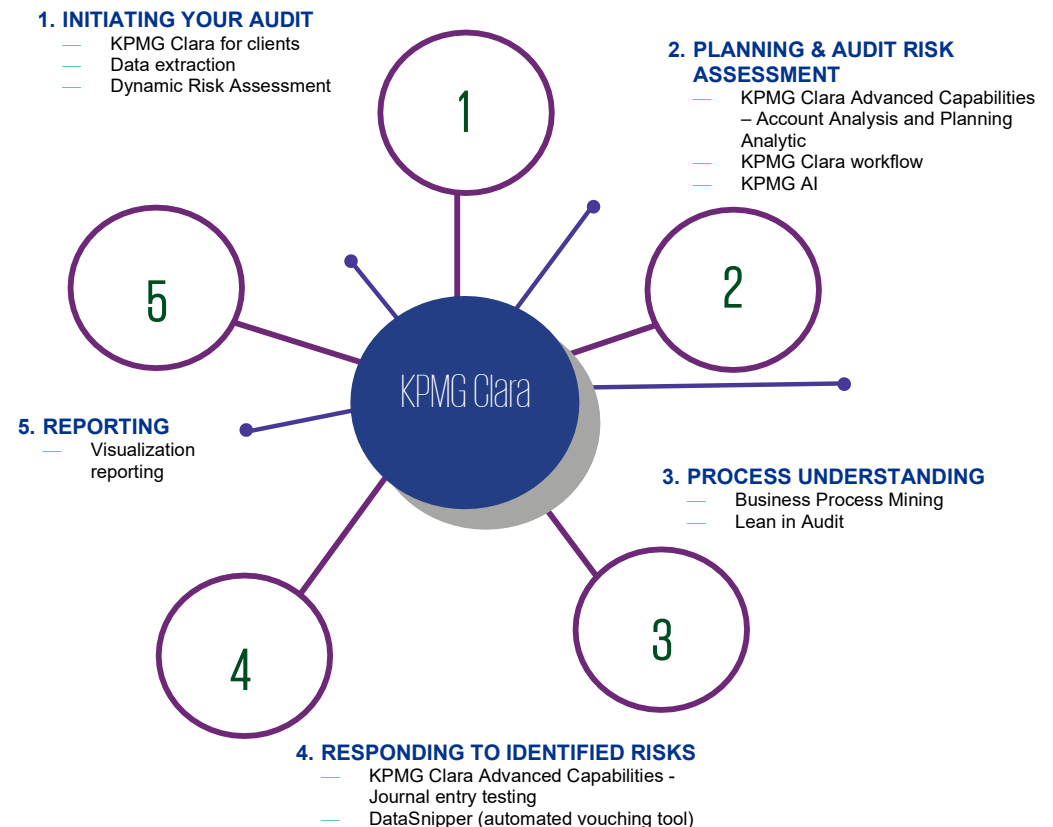 1. INITIATING YOUR AUDIT
— KPMG Clara for clients
— Data extraction
— Dynamic Risk Assessment
2. PLANNING & AUDIT RISK
ASSESSMENT
— KPMG Clara Advanced Capabilities
– Account Analysis and Planning
Analytic
— KPMG Clara workflow
— KPMG AI
1
5
2
KPMG Clara
5. REPORTING
— Visualization
reporting
3. PROCESS UNDERSTANDING
— Business Process Mining
— Lean in Audit
4
3
4. RESPONDING TO IDENTIFIED RISKS
— KPMG Clara Advanced Capabilities -
Journal entry testing
— DataSnipper (automated vouching tool)